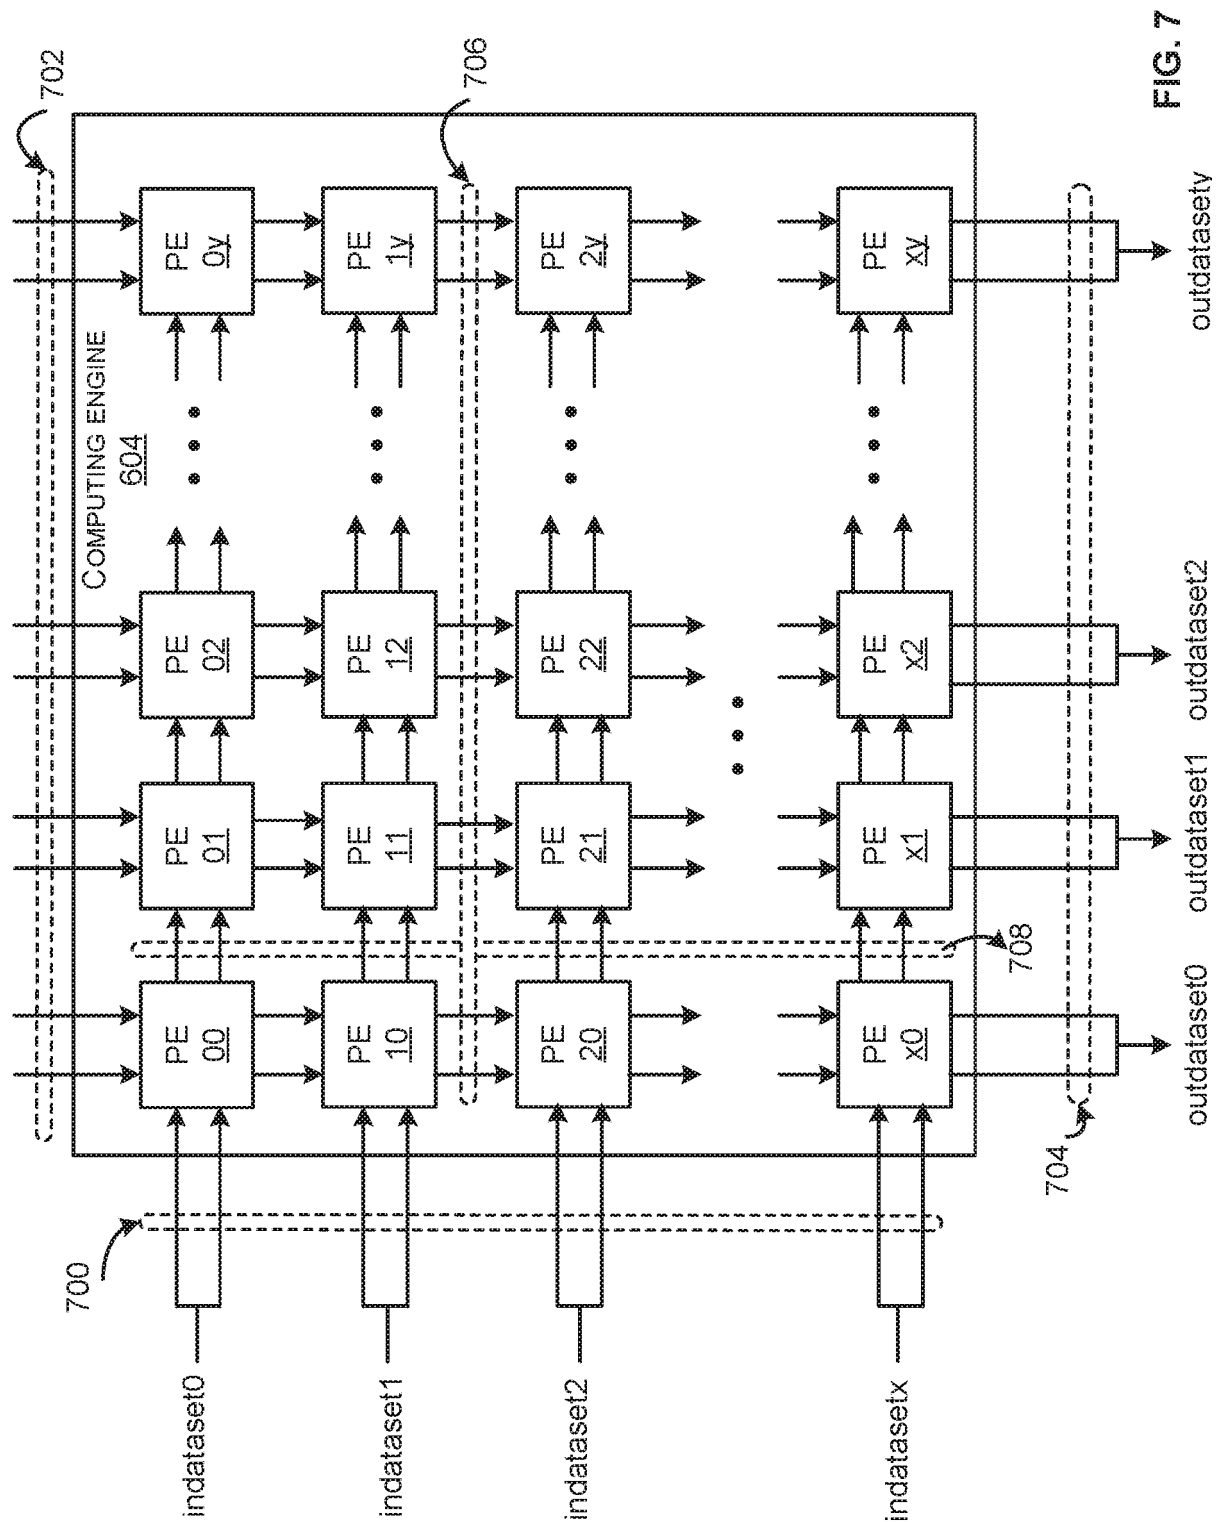 FIG. 7
702
706
COMPUTING ENGINE
604
PE
00
PE
01
PE
02
PE
0y
PE
10
PE
11
PE
12
PE
1y
PE
20
PE
21
PE
22
PE
2y
PE
x0
PE
x1
PE
x2
PE
xy
700
708
704
indataset0
indataset1
indataset2
indatasetx
outdataset0
outdataset1
outdataset2
outdatasety